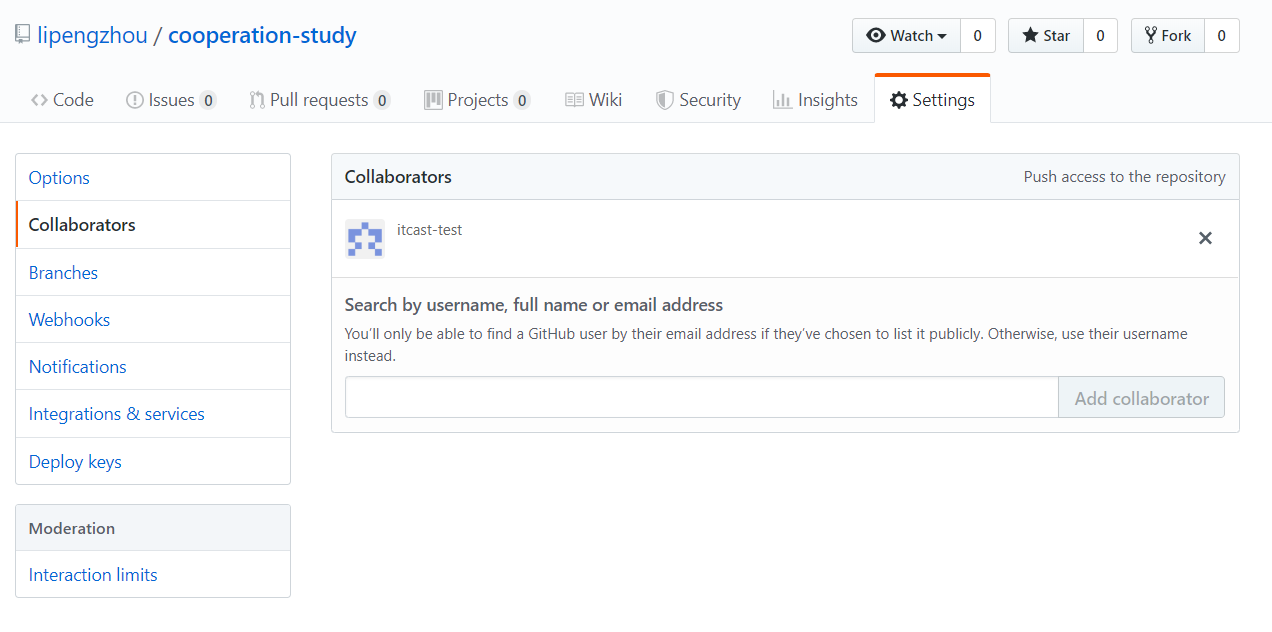 lipengzhou / cooperation-study
Watch 0 Star 0 Fork 0
Code Issues 0 Pull requests 0 Projects 0 Wiki Security Insights Settings
Options
Collaborators
Branches
Webhooks
Notifications
Integrations & services
Deploy keys
Moderation
Interaction limits
Collaborators Push access to the repository
itcast-test
Search by username, full name or email address
You’ll only be able to find a GitHub user by their email address if they’ve chosen to list it publicly. Otherwise, use their username
instead.
Add collaborator